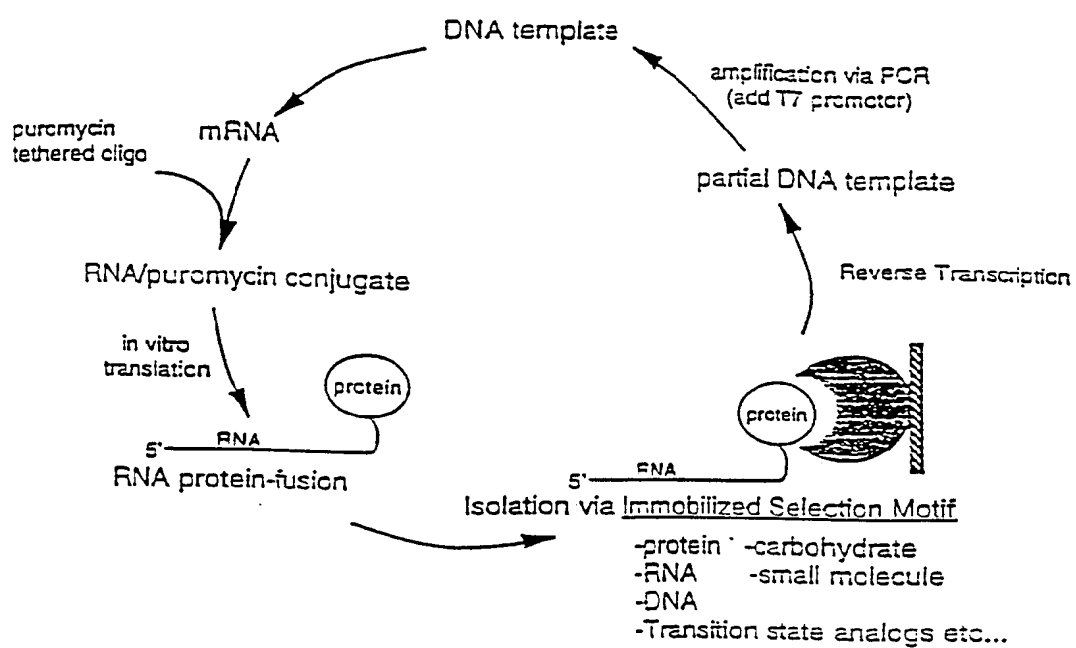 DNA template
amplification via PCR
(add T7 promoter)
puromycin
tethered oligo
mRNA
partial DNA template
RNA/puromycin conjugate
Reverse Transcription
in vitro
translation
protein
protein
5'
RNA
RNA protein-fusion
5'
RNA
Isolation via Immobilized Selection Motif
-protein -carbohydrate
-RNA -small molecule
-DNA
-Transition state analogs etc...